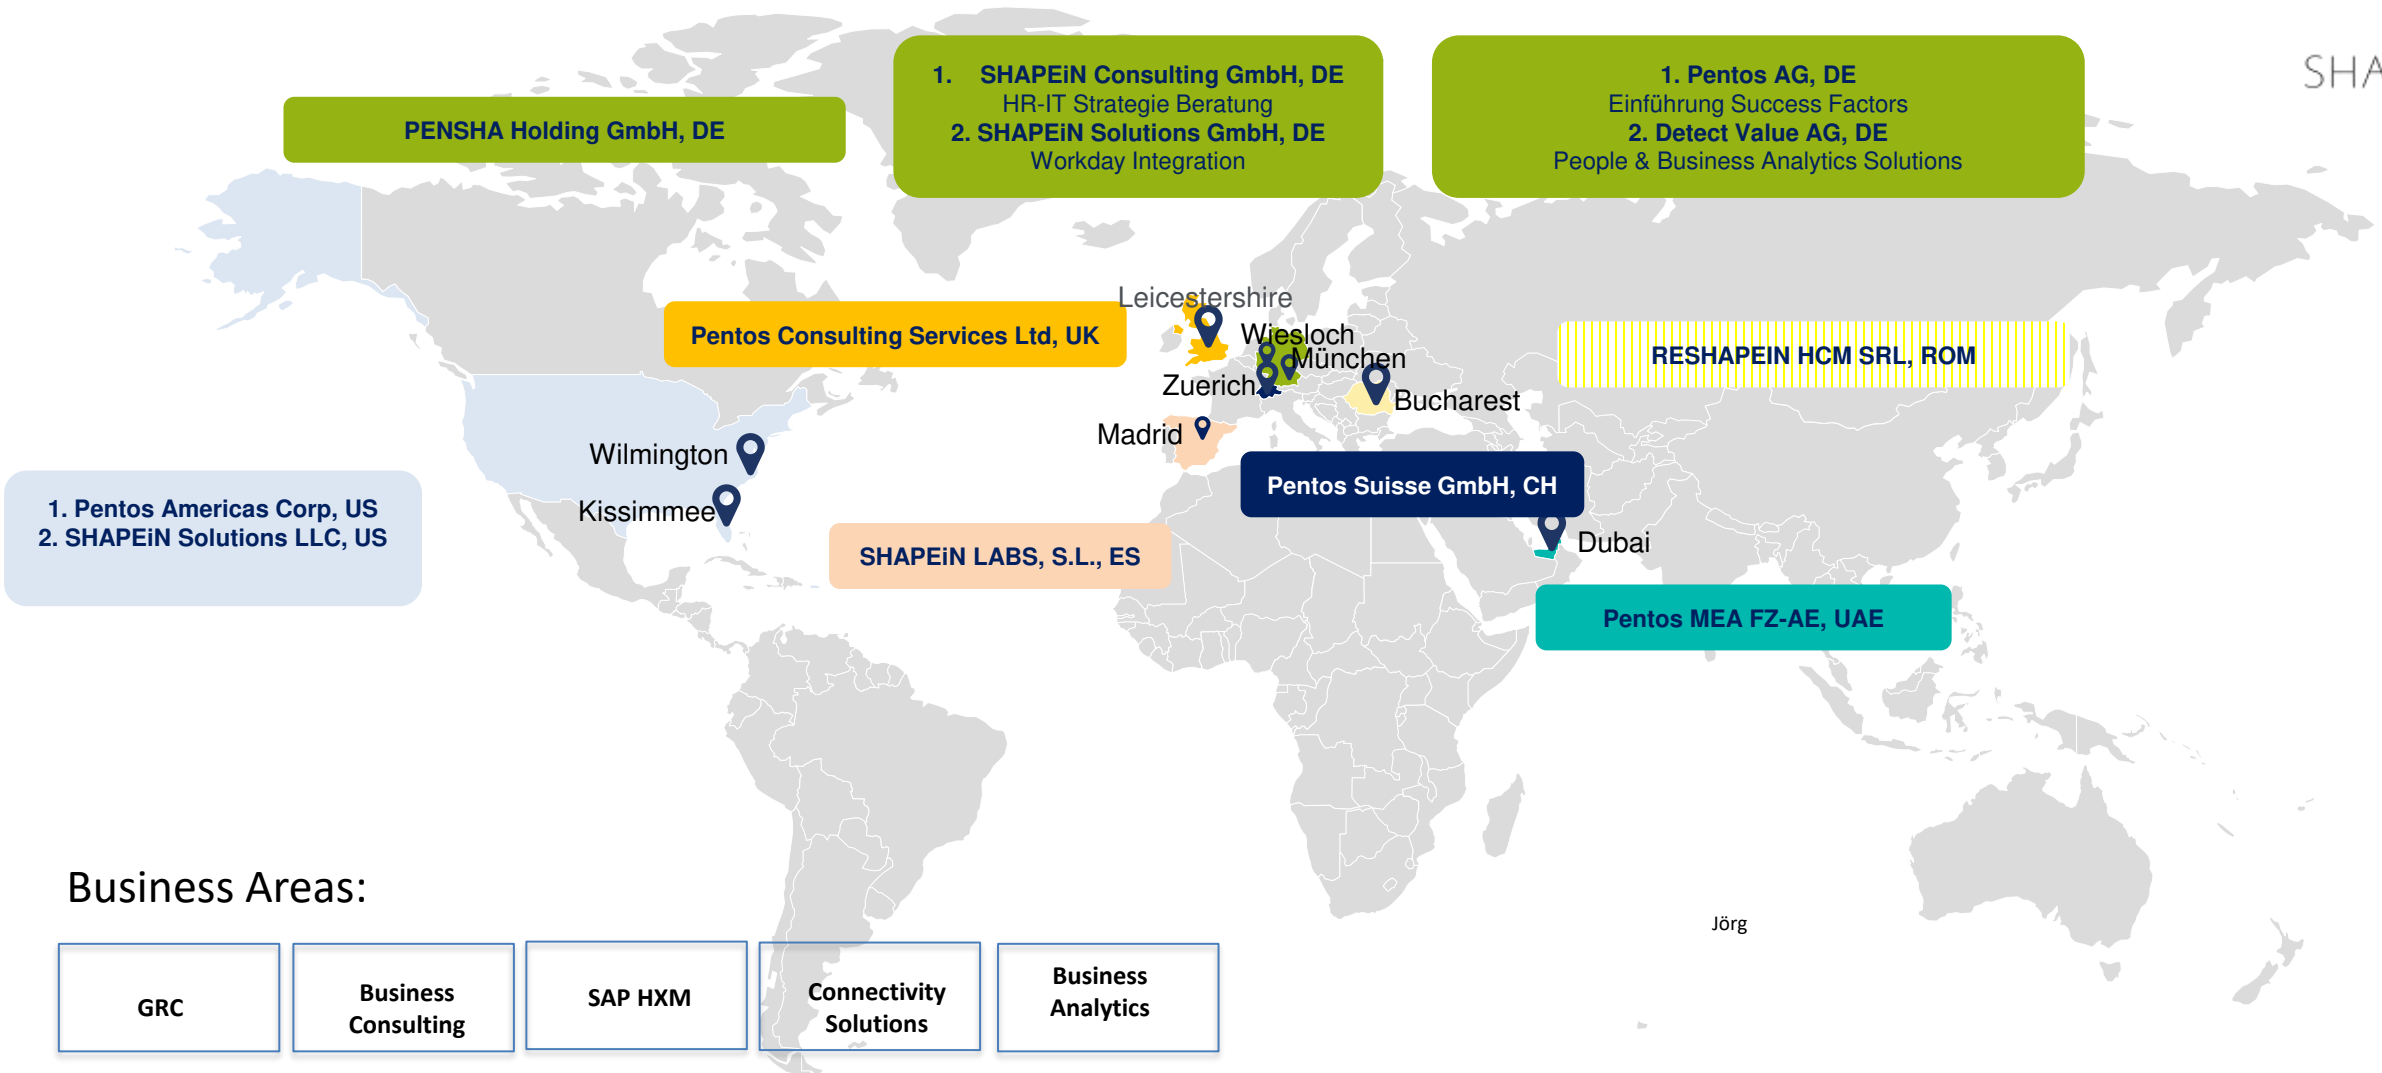 SHA
1. SHAPEiN Consulting GmbH, DE
HR-IT Strategie Beratung
2. SHAPEiN Solutions GmbH, DE
Workday Integration
1. Pentos AG, DE
Einführung Success Factors
2. Detect Value AG, DE
People & Business Analytics Solutions
PENSHA Holding GmbH, DE
Leicestershire
Pentos Consulting Services Ltd, UK
Wiesloch
München
RESHAPEIN HCM SRL, ROM
Zuerich
Bucharest
Madrid
Wilmington
Kissimmee
Pentos Suisse GmbH, CH
1. Pentos Americas Corp, US
2. SHAPEiN Solutions LLC, US
SHAPEiN LABS, S.L., ES
Dubai
Pentos MEA FZ-AE, UAE
Business Areas:
Jörg
GRC
Business
Consulting
SAP HXM
Connectivity
Solutions
Business
Analytics